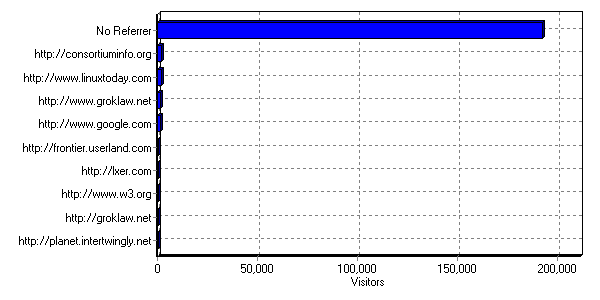 No Referrer
http://consortiuminfo.org
http://www.linuxtoday.com
http://www.groklaw.net
http://www.google.com
http://frontier.userland.com
http://lxer.com
http://www.w3.org
http://groklaw.net
http://planet.intertwingly.net
0 50,000 100,000 150,000 200,000
Visitors